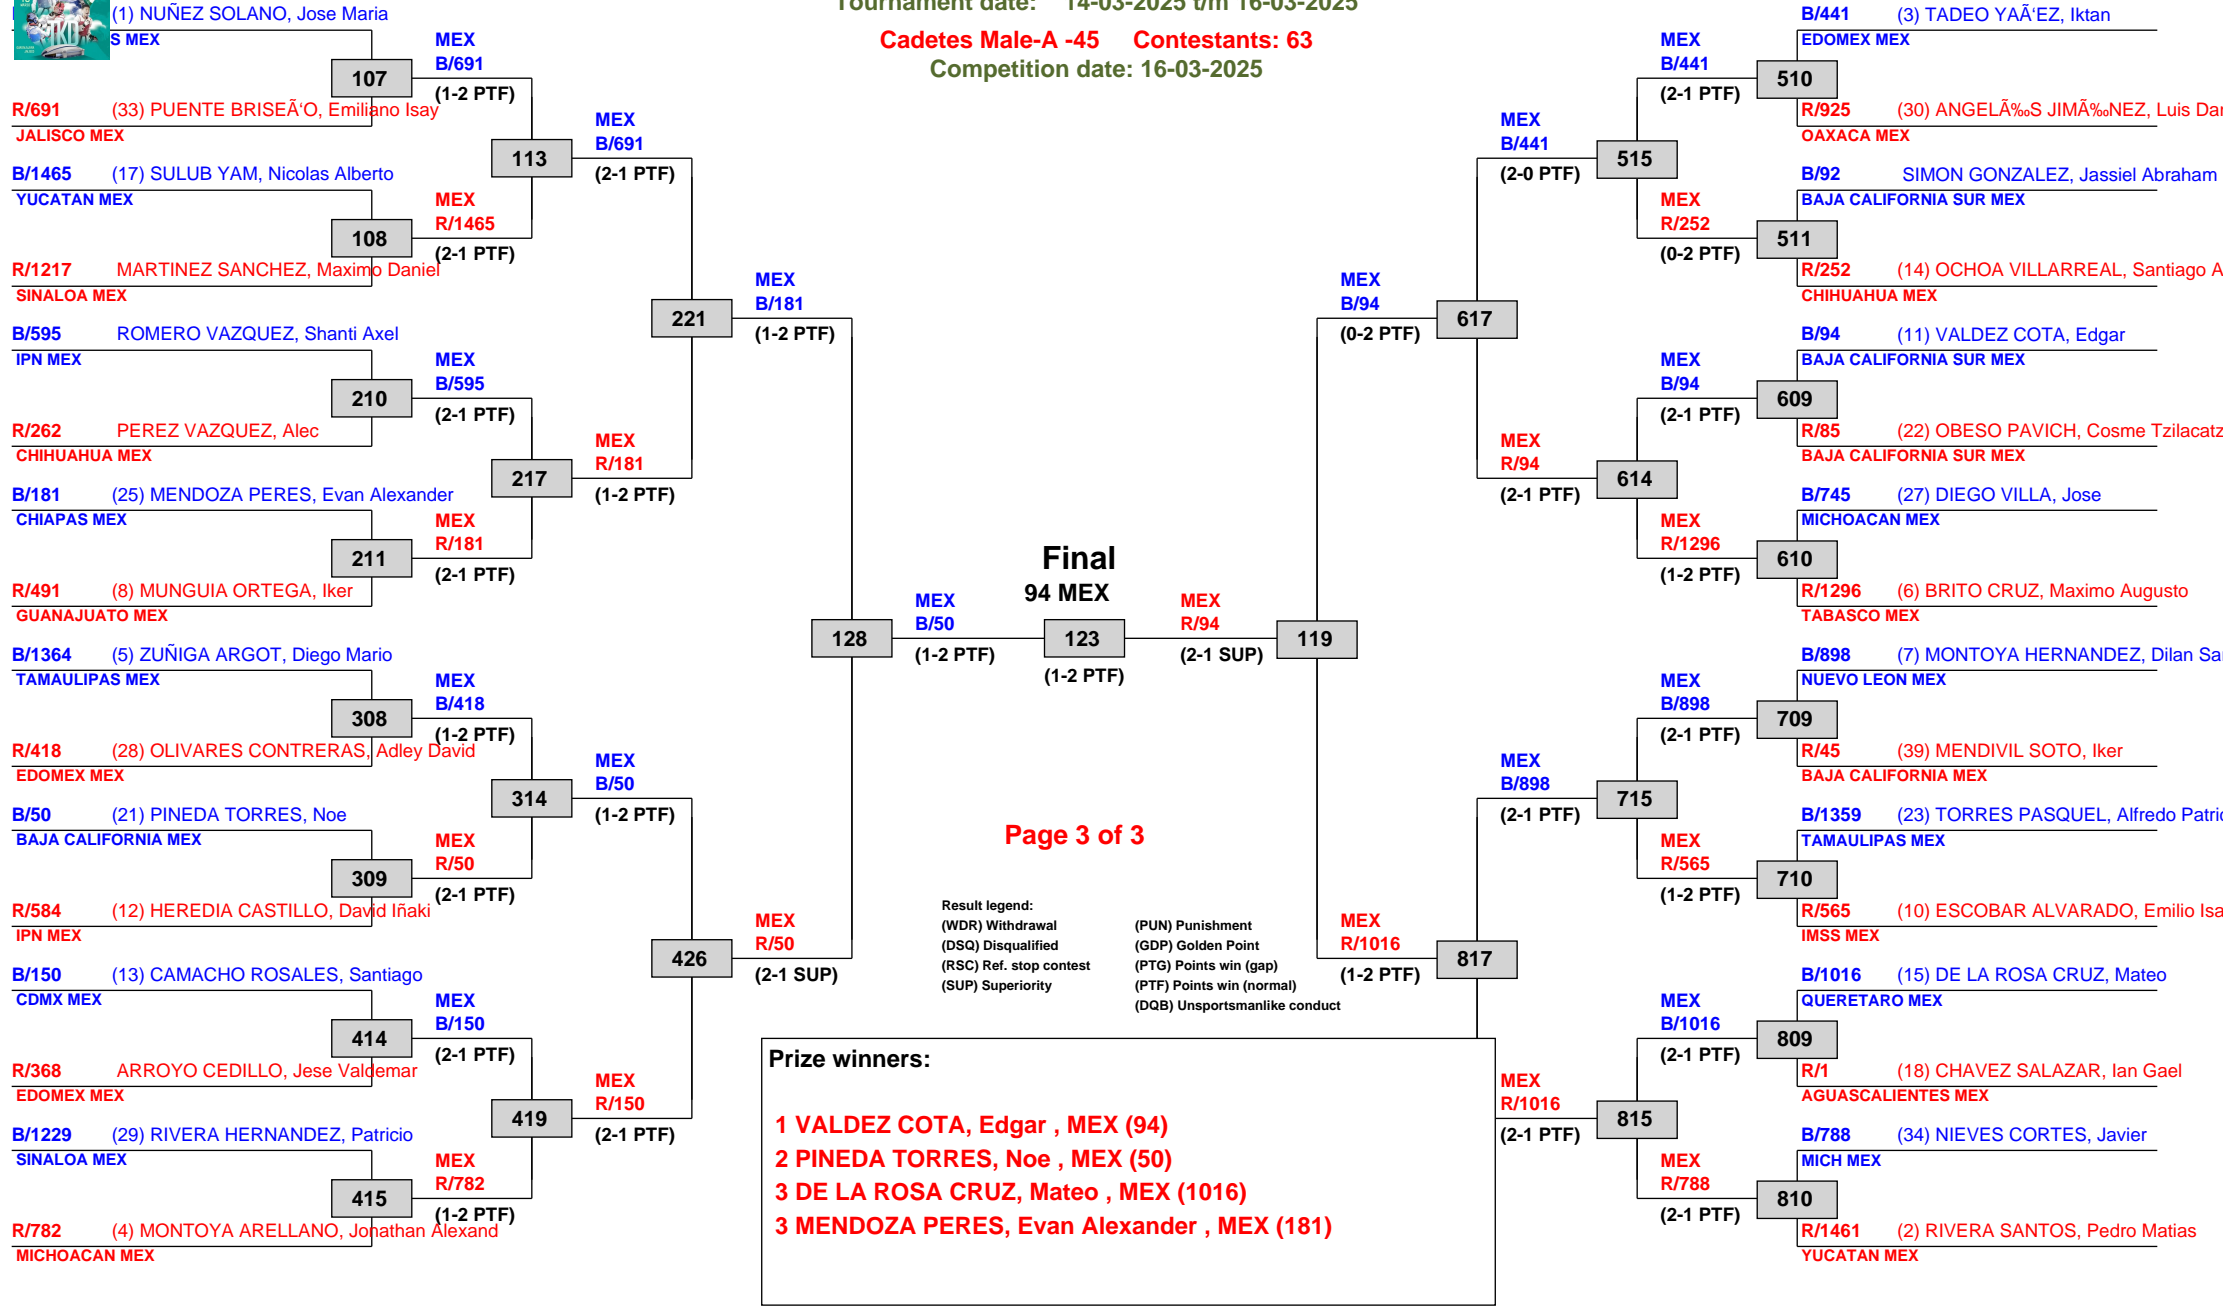 Tournament date: 14-03-2025 t/m 16-03-2025
Cadetes Male-A -45 Contestants: 63
Competition date: 16-03-2025
(1) NUÑEZ SOLANO, Jose Maria
S MEX
R/691 (33) PUENTE BRISEÃ‘O, Emiliano Isay
JALISCO MEX
B/1465 (17) SULUB YAM, Nicolas Alberto
YUCATAN MEX
R/1217 MARTINEZ SANCHEZ, Maximo Daniel
SINALOA MEX
B/595 ROMERO VAZQUEZ, Shanti Axel
IPN MEX
R/262 PEREZ VAZQUEZ, Alec
CHIHUAHUA MEX
B/181 (25) MENDOZA PERES, Evan Alexander
CHIAPAS MEX
R/491 (8) MUNGUIA ORTEGA, Iker
GUANAJUATO MEX
B/1364 (5) ZUÑIGA ARGOT, Diego Mario
TAMAULIPAS MEX
R/418 (28) OLIVARES CONTRERAS, Adley David
EDOMEX MEX
B/50 (21) PINEDA TORRES, Noe
BAJA CALIFORNIA MEX
R/584 (12) HEREDIA CASTILLO, David Iñaki
IPN MEX
B/150 (13) CAMACHO ROSALES, Santiago
CDMX MEX
R/368 ARROYO CEDILLO, Jese Valdemar
EDOMEX MEX
B/1229 (29) RIVERA HERNANDEZ, Patricio
SINALOA MEX
R/782 (4) MONTOYA ARELLANO, Jonathan Alexand
MICHOACAN MEX
107
MEX
B/691
(1-2 PTF)
108
MEX
R/1465
(2-1 PTF)
210
MEX
B/595
(2-1 PTF)
211
MEX
R/181
(2-1 PTF)
308
MEX
B/418
(1-2 PTF)
309
MEX
R/50
(2-1 PTF)
414
MEX
B/150
(2-1 PTF)
415
MEX
R/782
(1-2 PTF)
113
MEX
B/691
(2-1 PTF)
217
MEX
R/181
(1-2 PTF)
314
MEX
B/50
(1-2 PTF)
419
MEX
R/150
(2-1 PTF)
221
MEX
B/181
(1-2 PTF)
426
MEX
R/50
(2-1 SUP)
128
MEX
B/50
(1-2 PTF)
Final
94 MEX
123
(1-2 PTF)
MEX
R/94
(2-1 SUP)
119
MEX
B/94
(0-2 PTF)
617
MEX
R/1016
(1-2 PTF)
817
MEX
B/441
(2-0 PTF)
515
MEX
R/94
(2-1 PTF)
614
MEX
B/898
(2-1 PTF)
715
MEX
R/1016
(2-1 PTF)
815
MEX
B/441
(2-1 PTF)
510
MEX
R/252
(0-2 PTF)
511
MEX
B/94
(2-1 PTF)
609
MEX
R/1296
(1-2 PTF)
610
MEX
B/898
(2-1 PTF)
709
MEX
R/565
(1-2 PTF)
710
MEX
B/1016
(2-1 PTF)
809
MEX
R/788
(2-1 PTF)
810
B/441 (3) TADEO YAÃ‘EZ, Iktan
EDOMEX MEX
R/925 (30) ANGELÃ‰S JIMÃ‰NEZ, Luis Dar
OAXACA MEX
B/92 SIMON GONZALEZ, Jassiel Abraham
BAJA CALIFORNIA SUR MEX
R/252 (14) OCHOA VILLARREAL, Santiago A
CHIHUAHUA MEX
B/94 (11) VALDEZ COTA, Edgar
BAJA CALIFORNIA SUR MEX
R/85 (22) OBESO PAVICH, Cosme Tzilacatz
BAJA CALIFORNIA SUR MEX
B/745 (27) DIEGO VILLA, Jose
MICHOACAN MEX
R/1296 (6) BRITO CRUZ, Maximo Augusto
TABASCO MEX
B/898 (7) MONTOYA HERNANDEZ, Dilan Sa
NUEVO LEON MEX
R/45 (39) MENDIVIL SOTO, Iker
BAJA CALIFORNIA MEX
B/1359 (23) TORRES PASQUEL, Alfredo Patri
TAMAULIPAS MEX
R/565 (10) ESCOBAR ALVARADO, Emilio Isa
IMSS MEX
B/1016 (15) DE LA ROSA CRUZ, Mateo
QUERETARO MEX
R/1 (18) CHAVEZ SALAZAR, Ian Gael
AGUASCALIENTES MEX
B/788 (34) NIEVES CORTES, Javier
MICH MEX
R/1461 (2) RIVERA SANTOS, Pedro Matias
YUCATAN MEX
Page 3 of 3
Result legend:
(WDR) Withdrawal
(DSQ) Disqualified
(RSC) Ref. stop contest
(SUP) Superiority
(PUN) Punishment
(GDP) Golden Point
(PTG) Points win (gap)
(PTF) Points win (normal)
(DQB) Unsportsmanlike conduct
Prize winners:
1 VALDEZ COTA, Edgar , MEX (94)
2 PINEDA TORRES, Noe , MEX (50)
3 DE LA ROSA CRUZ, Mateo , MEX (1016)
3 MENDOZA PERES, Evan Alexander , MEX (181)